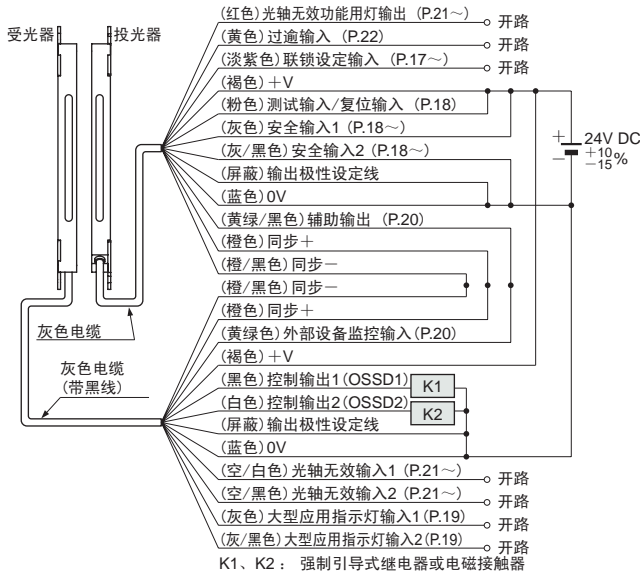 受光器 投光器
(红色)光轴无效功能用灯输出 (P.21～) 开路
(黄色) 过逾输入 (P.22) 开路
(淡紫色) 联锁设定输入 (P.17～) 开路
(褐色) ＋V
(粉色) 测试输入/复位输入 (P.18)
(灰色) 安全输入1 (P.18～)
(灰/黑色) 安全输入2 (P.18～)
(屏蔽) 输出极性设定线
(蓝色) 0V
(黄绿/黑色) 辅助输出 (P.20)
(橙色) 同步＋
(橙/黑色) 同步－
(橙/黑色) 同步－
(橙色) 同步＋
(黄绿色) 外部设备监控输入(P.20)
(褐色) ＋V
(黑色) 控制输出1 (OSSD1) K1
(白色) 控制输出2 (OSSD2) K2
(屏蔽) 输出极性设定线
(蓝色) 0V
(空/白色) 光轴无效输入1 (P.21～) 开路
(空/黑色) 光轴无效输入2 (P.21～) 开路
(灰色) 大型应用指示灯输入1 (P.19) 开路
(灰/黑色) 大型应用指示灯输入2 (P.19) 开路
K1、K2： 强制引导式继电器或电磁接触器
灰色电缆
灰色电缆
(带黑线)
＋
－
24V DC
＋10
－15%